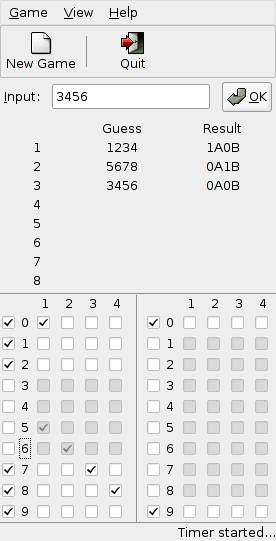 Game View Help
New Game Quit
Input: 3456 OK
Guess Result
1 1234 1A0B
2 5678 0A1B
3 3456 0A0B
4
5
6
7
8
1 2 3 4 1 2 3 4
0 0
1 1
2 2
3 3
4 4
5 5
6 6
7 7
8 8
9 9
Timer started...